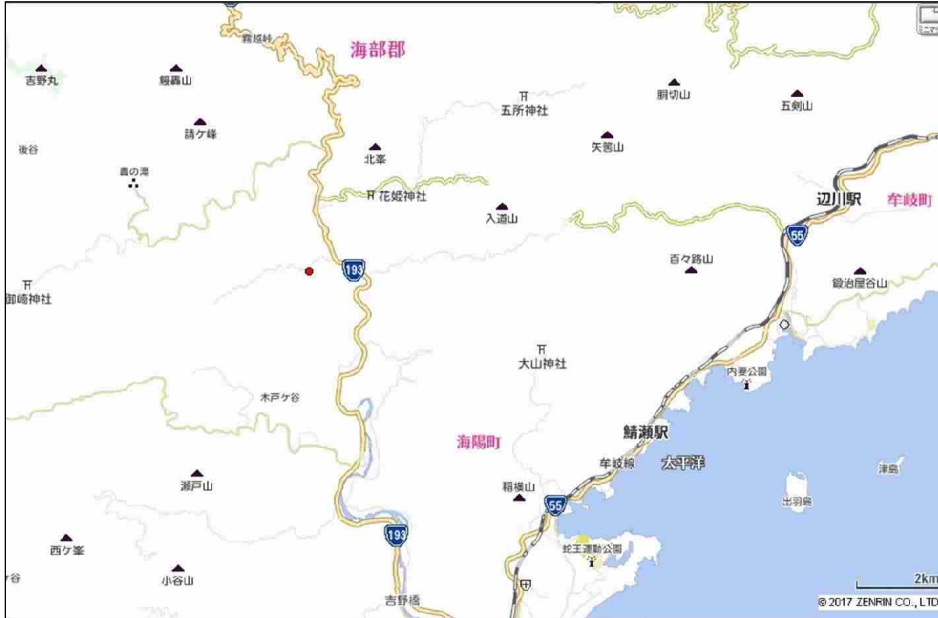 霧越峠
海部郡
ミニマ
吉野丸
鰻轟山
請ケ峰
五所神社
胴切山
五剣山
後谷
北峯
矢筈山
轟の滝
花姫神社
入道山
辺川駅
牟岐町
55
193
百々路山
鍛治屋谷山
御崎神社
大山神社
内妻公園
木戸ケ谷
海陽町
鯖瀬駅
牟岐線
太平洋
瀬戸山
津島
出羽島
55
193
西ケ峯
小谷山
蛇王運動公園
吉野橋
2km
© 2017 ZENRIN CO., LTD